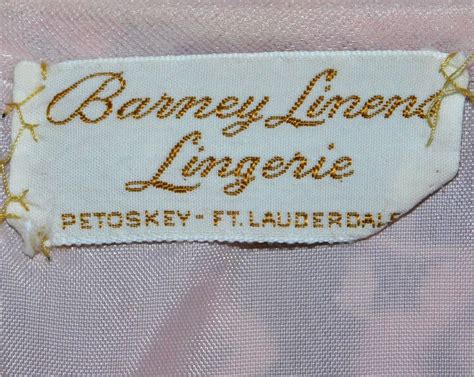 Barney Linens
Lingerie
PETOSKEY - FT. LAUDERDALE